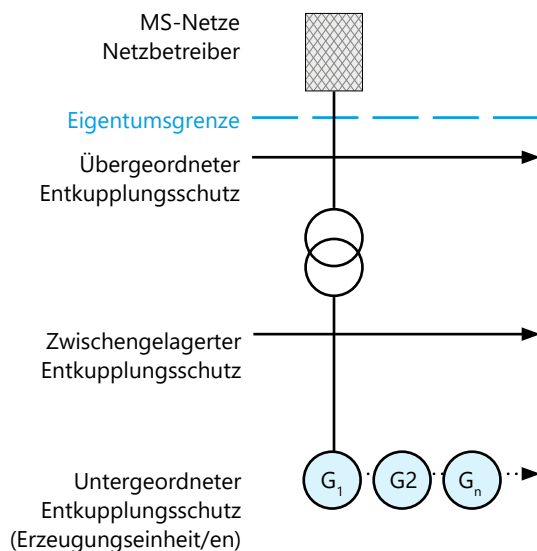 MS-Netze
Netzbetreiber
Eigentumsgrenze
Übergeordneter
Entkupplungsschutz
Zwischengelagerter
Entkupplungsschutz
Untergeordneter
Entkupplungsschutz
(Erzeugungseinheit/en)
G₁ G2 Gₙ